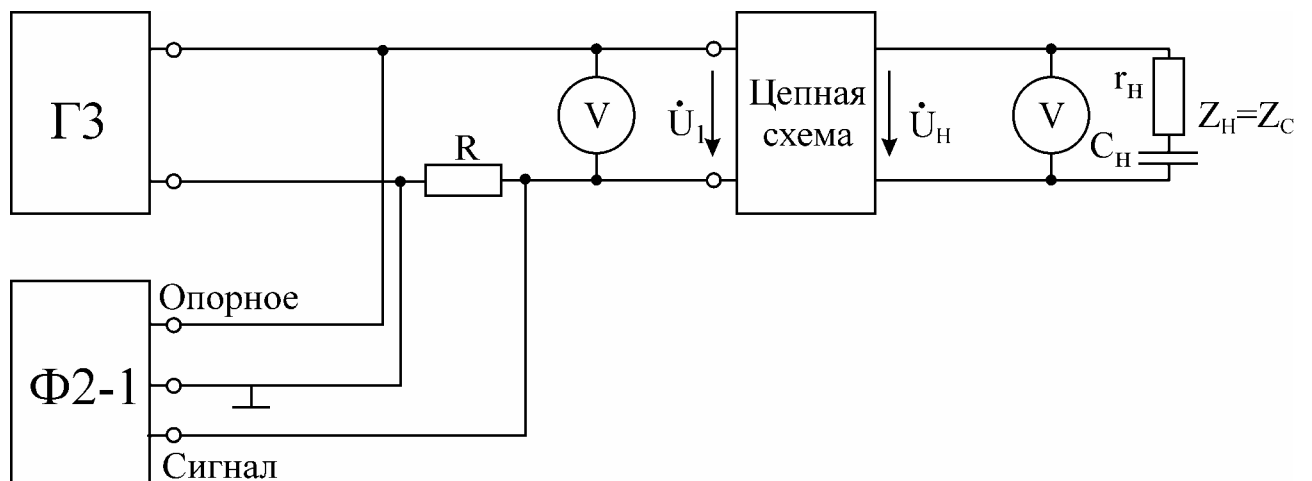 Г3
R
V
U̇1
Цепная
схема
U̇Н
V
rН
CН
ZН=ZC
Ф2-1
Опорное
Сигнал